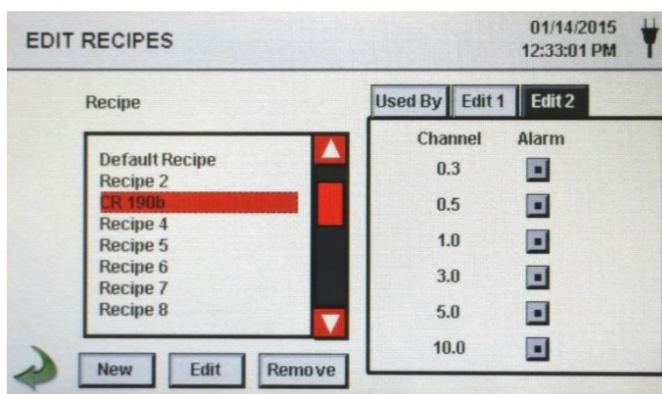 EDIT RECIPES
01/14/2015
12:33:01 PM
Recipe
Default Recipe
Recipe 2
CR 190b
Recipe 4
Recipe 5
Recipe 6
Recipe 7
Recipe 8
New Edit Remove
Used By Edit 1 Edit 2
Channel Alarm
0.3
0.5
1.0
3.0
5.0
10.0